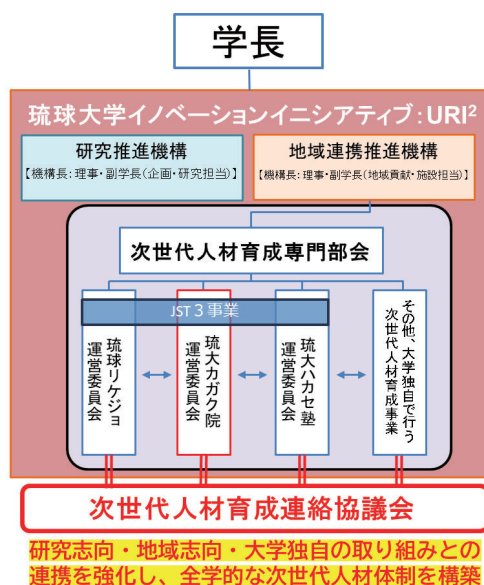 学長
琉球大学イノベーションイニシアティブ：URI²
研究推進機構
【機構長：理事・副学長（企画・研究担当）】
地域連携推進機構
【機構長：理事・副学長（地域貢献・施設担当）】
次世代人材育成専門部会
JST３事業
琉球リケジョ
運営委員会
琉大カガク院
運営委員会
琉大ハカセ塾
運営委員会
その他、大学独自で行う
次世代人材育成事業
次世代人材育成連絡協議会
研究志向・地域志向・大学独自の取り組みとの
連携を強化し、全学的な次世代人材体制を構築